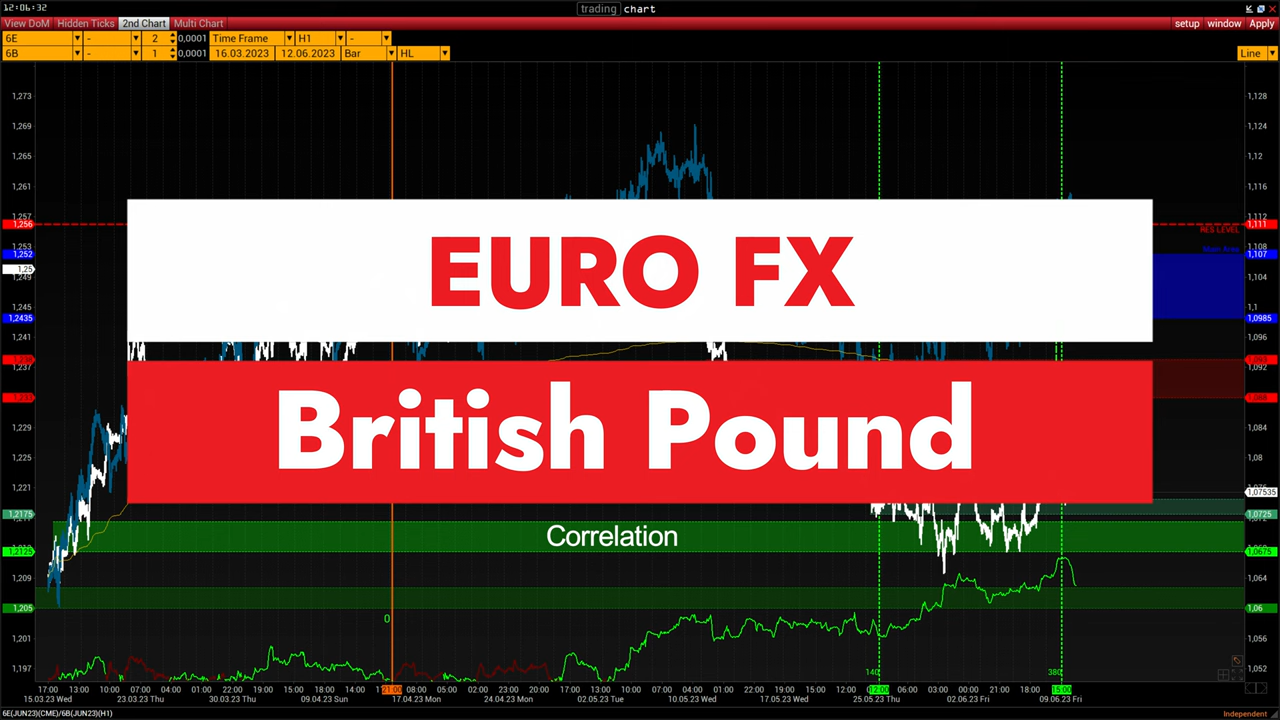 12:06:32
trading chart
View DoM Hidden Ticks 2nd Chart Multi Chart
setup window Apply
6E - 2 0,0001 Time Frame H1 -
6B - 1 0,0001 16.03.2023 12.06.2023 Bar HL
Line
1,273 1,128
1,269 1,124
1,265 1,12
1,261 1,116
1,257
1,256 1,111
RES LEVEL
1,253
1,252 1,107
1,25
1,249 1,104
1,245 1,1
1,2435 1,0985
1,241 1,096
1,237 1,092
1,233 1,088
1,229 1,084
1,225 1,08
1,221
1,07535
1,2175 1,0725
1,2125 1,0675
1,209 1,064
1,205 1,06
1,201 1,056
1,197 1,052
EURO FX
British Pound
Correlation
0
140 380
17:00 13:00 07:00 04:00 01:00 22:00 19:00 15:00 18:00 12:00 21:00 08:00 05:00 02:00 23:00 20:00 17:00 14:00 10:00 07:00 04:00 01:00 22:00 19:00 15:00 12:00 12:00 06:00 03:00 00:00 21:00 18:00 15:00
15.03.23 Wed 23.03.23 Thu 30.03.23 Thu 09.04.23 Sun 17.04.23 Mon 24.04.23 Mon 02.05.23 Tue 10.05.23 Wed 17.05.23 Wed 25.05.23 Thu 02.06.23 Fri 09.06.23 Fri
6E(JUN23)(CME)/6B(JUN23)(H1)
Independent